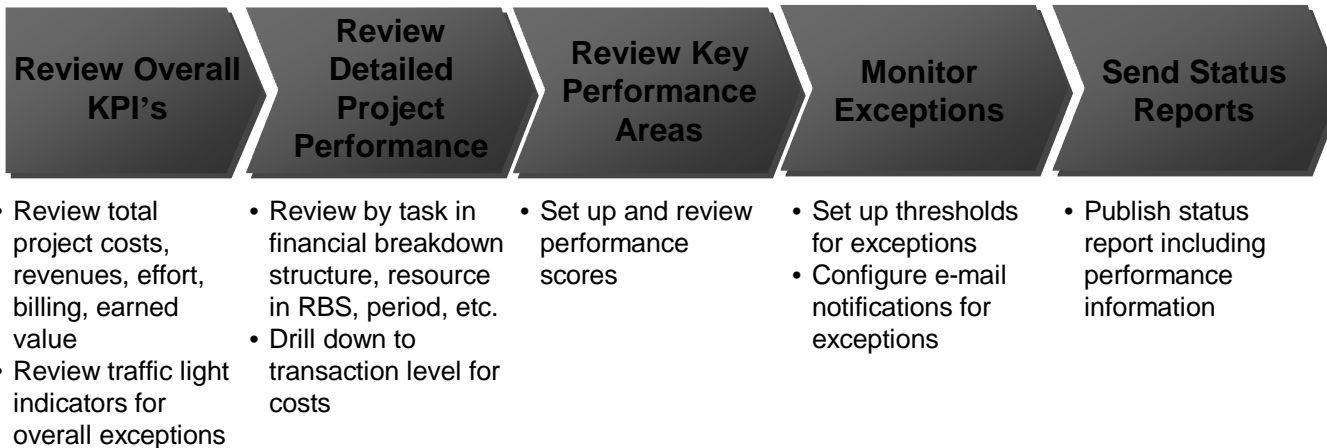 Review Overall
KPI's
Review
Detailed
Project
Performance
Review Key
Performance
Areas
Monitor
Exceptions
Send Status
Reports
• Review total
project costs,
revenues, effort,
billing, earned
value
• Review traffic light
indicators for
overall exceptions
• Review by task in
financial breakdown
structure, resource
in RBS, period, etc.
• Drill down to
transaction level for
costs
• Set up and review
performance
scores
• Set up thresholds
for exceptions
• Configure e-mail
notifications for
exceptions
• Publish status
report including
performance
information